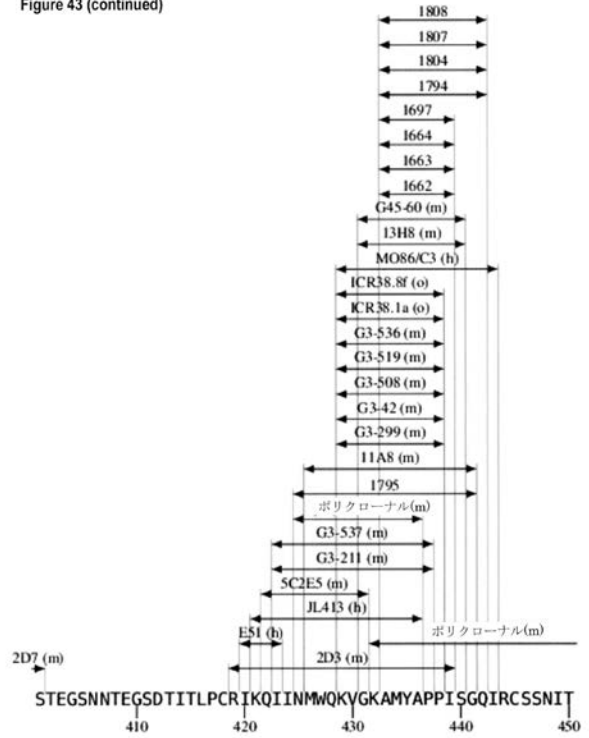 Figure 43 (continued)
1808
1807
1804
1794
1697
1664
1663
1662
G45-60 (m)
13H8 (m)
MO86/C3 (h)
ICR38.8f (o)
ICR38.1a (o)
G3-536 (m)
G3-519 (m)
G3-508 (m)
G3-42 (m)
G3-299 (m)
11A8 (m)
1795
ポリクローナル(m)
G3-537 (m)
G3-211 (m)
5C2E5 (m)
JL413 (h)
E51 (h) ポリクローナル(m)
2D7 (m) 2D3 (m)
STEGSNNTEGSDTITLPCRIKQIINMWQKVGKAMYAPPISGQIRCSSNIT
410 420 430 440 450